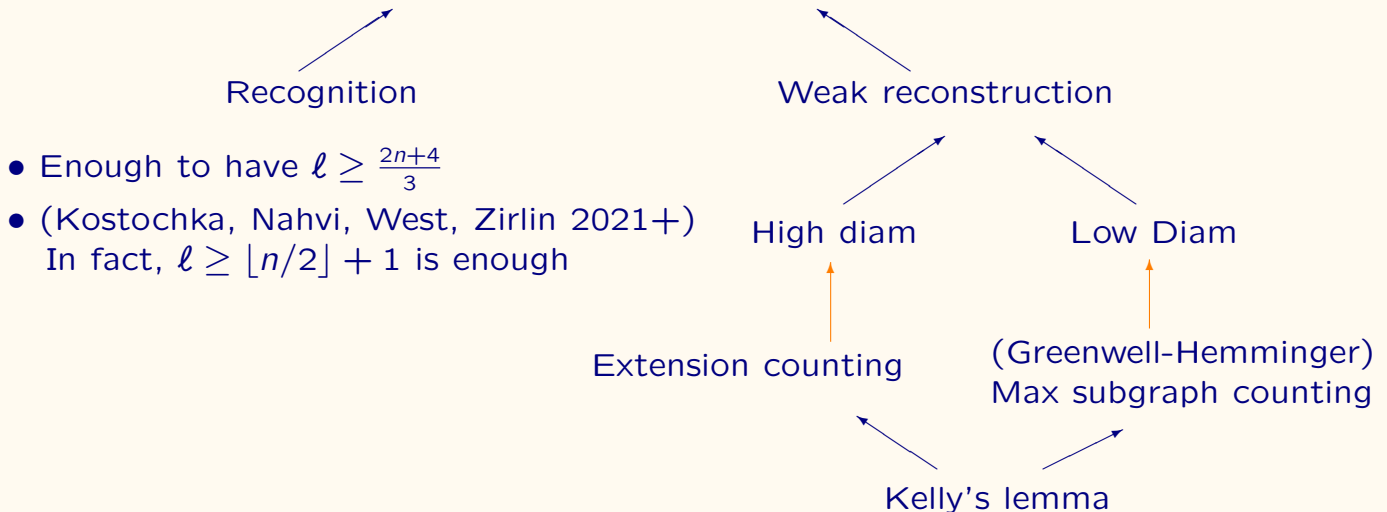 Recognition
Weak reconstruction
• Enough to have ℓ ≥ \frac{2n+4}{3}
• (Kostochka, Nahvi, West, Zirlin 2021+)
In fact, ℓ ≥ ⌊n/2⌋ + 1 is enough
High diam
Low Diam
Extension counting
(Greenwell-Hemminger)
Max subgraph counting
Kelly's lemma